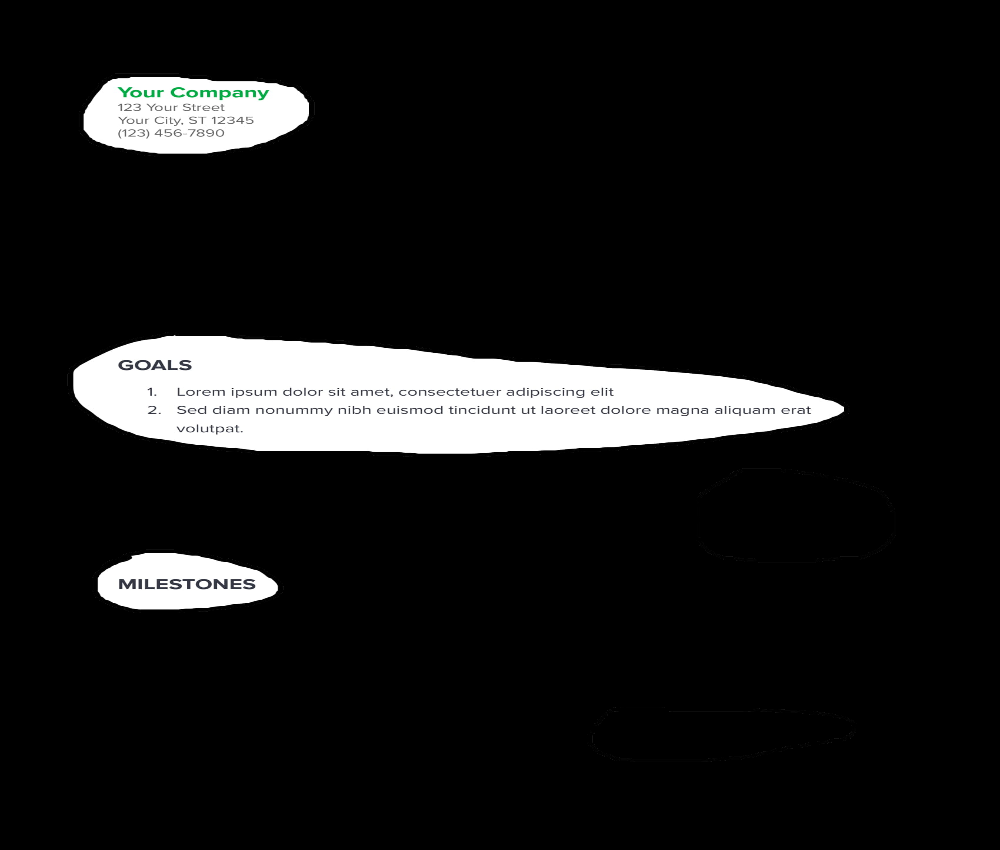 Your Company
123 Your Street
Your City, ST 12345
(123) 456-7890
GOALS
1. Lorem ipsum dolor sit amet, consectetuer adipiscing elit
2. Sed diam nonummy nibh euismod tincidunt ut laoreet dolore magna aliquam erat
volutpat.
MILESTONES